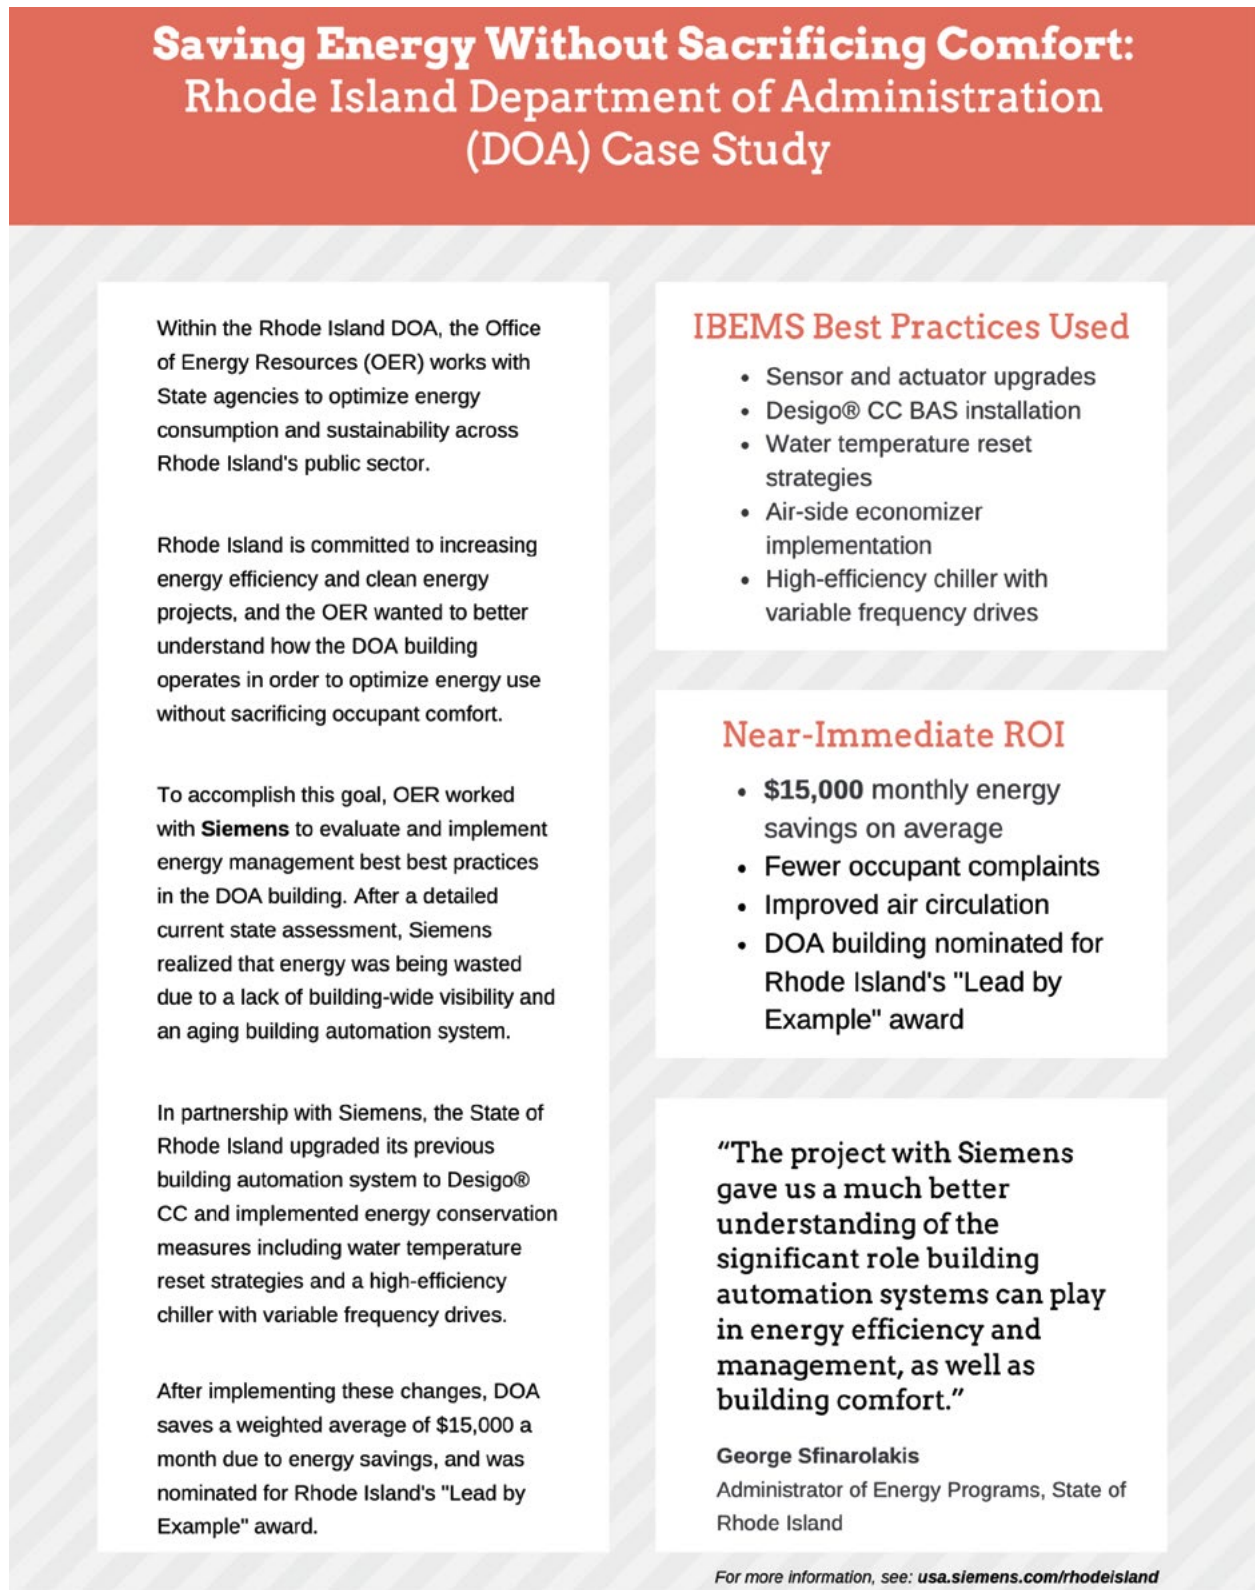 Saving Energy Without Sacrificing Comfort:
Rhode Island Department of Administration
(DOA) Case Study
Within the Rhode Island DOA, the Office
of Energy Resources (OER) works with
State agencies to optimize energy
consumption and sustainability across
Rhode Island's public sector.
Rhode Island is committed to increasing
energy efficiency and clean energy
projects, and the OER wanted to better
understand how the DOA building
operates in order to optimize energy use
without sacrificing occupant comfort.
To accomplish this goal, OER worked
with Siemens to evaluate and implement
energy management best best practices
in the DOA building. After a detailed
current state assessment, Siemens
realized that energy was being wasted
due to a lack of building-wide visibility and
an aging building automation system.
In partnership with Siemens, the State of
Rhode Island upgraded its previous
building automation system to Desigo®
CC and implemented energy conservation
measures including water temperature
reset strategies and a high-efficiency
chiller with variable frequency drives.
After implementing these changes, DOA
saves a weighted average of $15,000 a
month due to energy savings, and was
nominated for Rhode Island's "Lead by
Example" award.
IBEMS Best Practices Used
• Sensor and actuator upgrades
• Desigo® CC BAS installation
• Water temperature reset
strategies
• Air-side economizer
implementation
• High-efficiency chiller with
variable frequency drives
Near-Immediate ROI
• $15,000 monthly energy
savings on average
• Fewer occupant complaints
• Improved air circulation
• DOA building nominated for
Rhode Island's "Lead by
Example" award
“The project with Siemens
gave us a much better
understanding of the
significant role building
automation systems can play
in energy efficiency and
management, as well as
building comfort.”
George Sfinarolakis
Administrator of Energy Programs, State of
Rhode Island
For more information, see: usa.siemens.com/rhodeisland